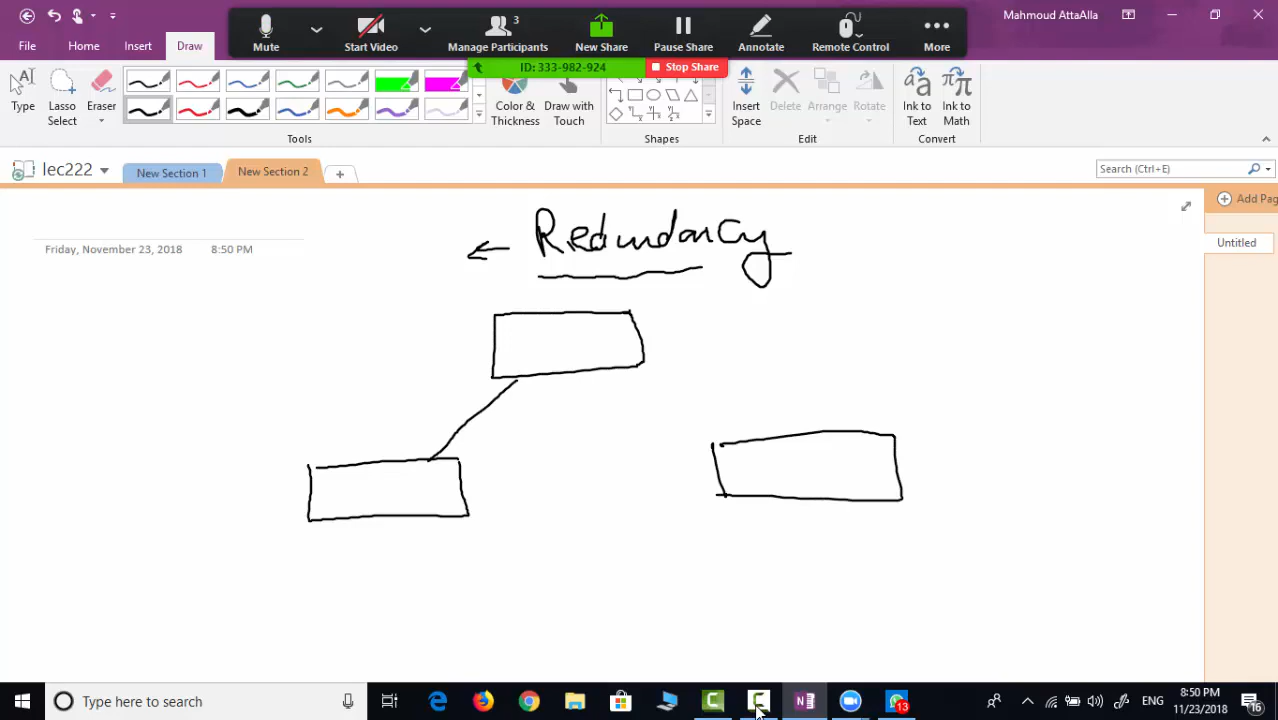 Mahmoud AttaAlla
File Home Insert Draw
Mute Start Video Manage Participants 3 New Share Pause Share Annotate Remote Control More
ID: 333-982-924 Stop Share
Type Lasso Select Eraser
Color & Thickness Draw with Touch
Insert Space Delete Arrange Rotate
Ink to Text Ink to Math
Tools Shapes Edit Convert
lec222 New Section 1 New Section 2
Search (Ctrl+E)
Add Pag
Untitled
Friday, November 23, 2018 8:50 PM
← Redundancy
Type here to search
13
ENG
8:50 PM
11/23/2018
16